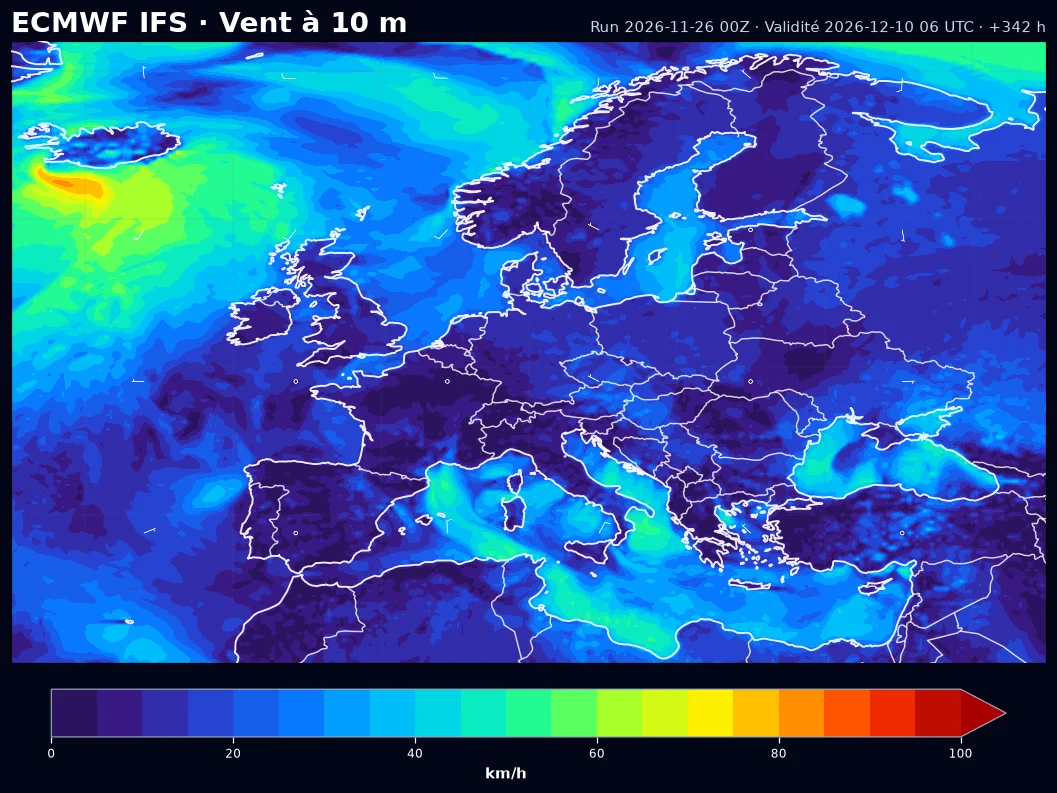 ECMWF IFS · Vent à 10 m
Run 2026-11-26 00Z · Validité 2026-12-10 06 UTC · +342 h
0 20 40 60 80 100
km/h